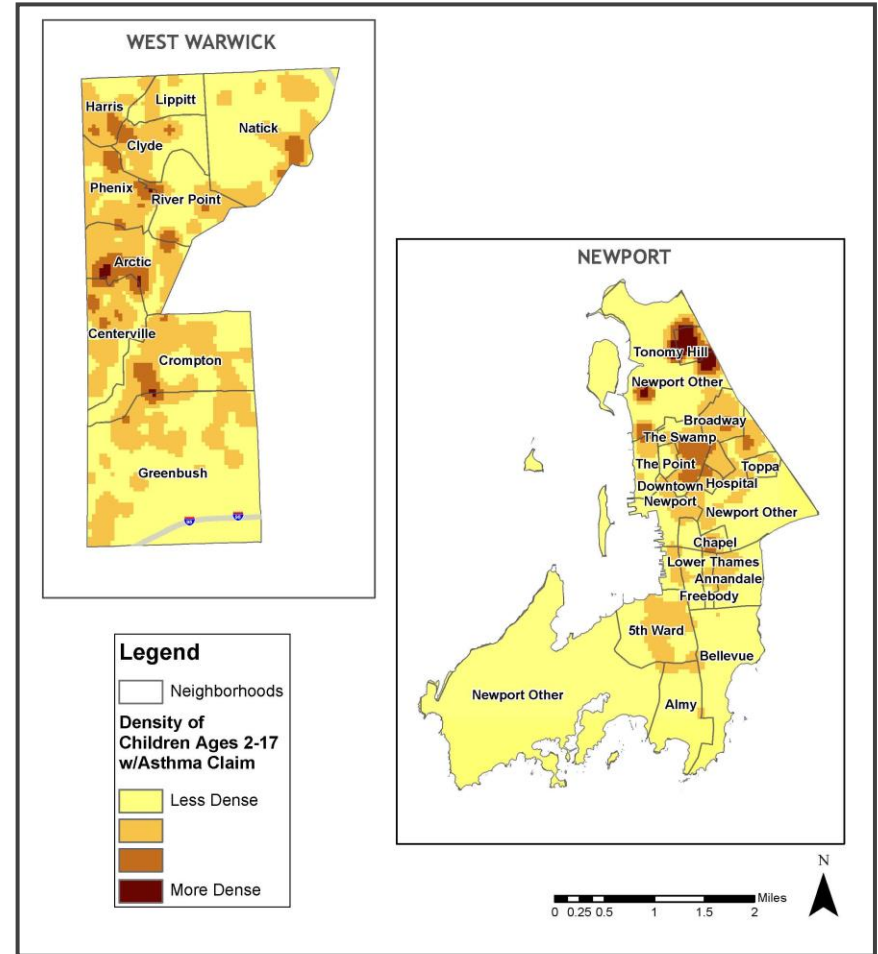 WEST WARWICK
Harris
Lippitt
Natick
Clyde
Phenix
River Point
Arctic
Centerville
Crompton
Greenbush
NEWPORT
Tonomy Hill
Newport Other
Broadway
The Swamp
The Point
Toppa
Downtown
Hospital
Newport
Newport Other
Chapel
Lower Thames
Annandale
Freebody
5th Ward
Bellevue
Newport Other
Almy
Legend
Neighborhoods
Density of
Children Ages 2-17
w/Asthma Claim
Less Dense
More Dense
N
Miles
0 0.25 0.5 1 1.5 2